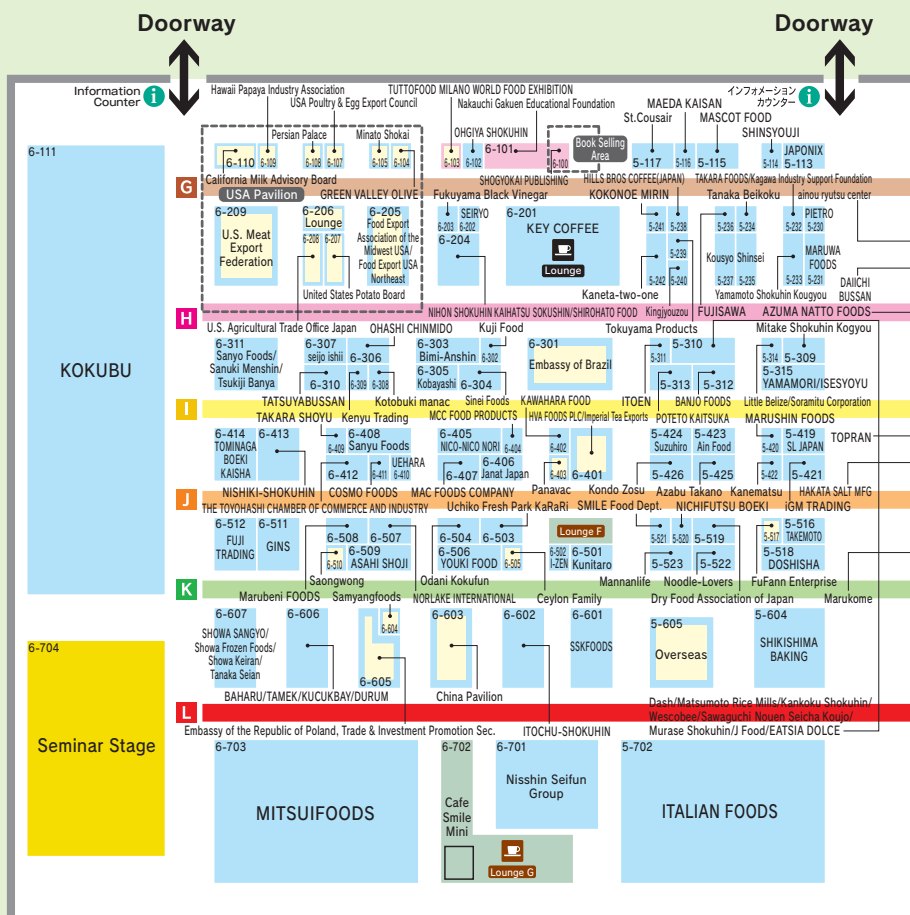 Doorway
Doorway
Information
Counter
i
Hawaii Papaya Industry Association
USA Poultry & Egg Export Council
TUTTOFOOD MILANO WORLD FOOD EXHIBITION
Nakauchi Gakuen Educational Foundation
インフォメーション
カウンター
i
MAEDA KAISAN
St.Cousair
MASCOT FOOD
SHINSYOUJI
Persian Palace
Minato Shokai
OHGIYA SHOKUHIN
Book Selling
Area
JAPONIX
6-111
6-110
6-109
6-108
6-107
6-105
6-104
6-103
6-102
6-101
6-100
5-117
5-116
5-115
5-114
5-113
California Milk Advisory Board
SHOGYOKAI PUBLISHING
HILLS BROS COFFEE(JAPAN)
TAKARA FOODS/Kagawa Industry Support Foundation
G
USA Pavilion
GREEN VALLEY OLIVE
Fukuyama Black Vinegar
KOKONOE MIRIN
Tanaka Beikoku
ainou ryutsu center
6-209
U.S. Meat
Export
Federation
6-206
Lounge
6-208
6-207
6-205
Food Export
Association of the
Midwest USA/
Food Export USA
Northeast
SEIRYO
6-203
6-202
6-204
6-201
KEY COFFEE
Lounge
5-241
5-238
5-239
5-242
5-240
5-236
5-234
Kousyo
Shinsei
5-237
5-235
PIETRO
5-232
5-230
MARUWA
FOODS
5-233
5-231
United States Potato Board
Kaneta-two-one
Yamamoto Shokuhin Kougyou
DAIICHI
BUSSAN
H
NIHON SHOKUHIN KAIHATSU SOKUSHIN/SHIROHATO FOOD
Kingjyouzou
FUJISAWA
AZUMA NATTO FOODS
U.S. Agricultural Trade Office Japan
OHASHI CHINMIDO
Kuji Food
Tokuyama Products
Mitake Shokuhin Kogyou
KOKUBU
6-311
Sanyo Foods/
Sanuki Menshin/
Tsukiji Banya
6-307
seijo ishii
6-306
6-310
6-309
6-308
6-303
Bimi-Anshin
6-302
6-305
Kobayashi
6-304
6-301
Embassy of Brazil
5-311
5-310
5-313
5-312
5-314
5-309
5-315
YAMAMORI/ISESYOYU
TATSUYABUSSAN
Kotobuki manac
Sinei Foods
KAWAHARA FOOD
ITOEN
BANJO FOODS
Little Belize/Soramitu Corporation
I
TAKARA SHOYU
Kenyu Trading
MCC FOOD PRODUCTS
HVA FOODS PLC/Imperial Tea Exports
POTETO KAITSUKA
MARUSHIN FOODS
6-414
TOMINAGA
BOEKI
KAISHA
6-413
6-409
6-408
Sanyu Foods
6-412
6-411
UEHARA
6-410
6-405
NICO-NICO NORI
6-404
6-407
6-406
Janat Japan
6-402
6-403
6-401
5-424
Suzuhiro
5-423
Ain Food
5-426
5-425
5-420
5-419
SL JAPAN
5-422
5-421
TOPRAN
NISHIKI-SHOKUHIN
COSMO FOODS
MAC FOODS COMPANY
Panavac
Kondo Zosu
Azabu Takano
Kanematsu
HAKATA SALT MFG
J
THE TOYOHASHI CHAMBER OF COMMERCE AND INDUSTRY
Uchiko Fresh Park KaRaRi
SMILE Food Dept.
NICHIFUTSU BOEKI
iGM TRADING
6-512
FUJI
TRADING
6-511
GINS
6-508
6-507
6-510
6-509
ASAHI SHOJI
6-504
6-503
6-506
YOUKI FOOD
6-505
Lounge F
6-502
I-ZEN
6-501
Kunitaro
5-521
5-520
5-519
5-523
5-522
5-517
5-516
TAKEMOTO
5-518
DOSHISHA
Saongwong
Odani Kokufun
Mannanlife
Noodle-Lovers
FuFann Enterprise
K
Marubeni FOODS
Samyangfoods
NORLAKE INTERNATIONAL
Ceylon Family
Dry Food Association of Japan
Marukome
6-607
SHOWA SANGYO/
Showa Frozen Foods/
Showa Keiran/
Tanaka Seian
6-606
6-604
6-605
6-603
6-602
6-601
SSKFOODS
5-605
Overseas
5-604
SHIKISHIMA
BAKING
6-704
Seminar Stage
BAHARU/TAMEK/KUCUKBAY/DURUM
China Pavilion
L
Dash/Matsumoto Rice Mills/Kankoku Shokuhin/
Wescobee/Sawaguchi Nouen Seicha Koujo/
Murase Shokuhin/J Food/EATSIA DOLCE
Embassy of the Republic of Poland, Trade & Investment Promotion Sec.
ITOCHU-SHOKUHIN
6-703
MITSUIFOODS
6-702
Cafe
Smile
Mini
Lounge G
6-701
Nisshin Seifun
Group
5-702
ITALIAN FOODS